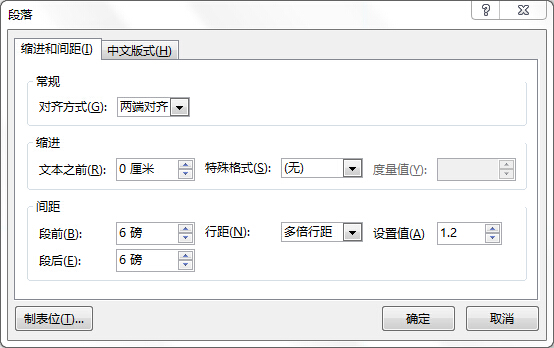 段落
缩进和间距(I) 中文版式(H)
常规
对齐方式(G): 两端对齐
缩进
文本之前(R): 0 厘米 特殊格式(S): (无) 度量值(Y):
间距
段前(B): 6 磅 行距(N): 多倍行距 设置值(A) 1.2
段后(E): 6 磅
制表位(T)... 确定 取消